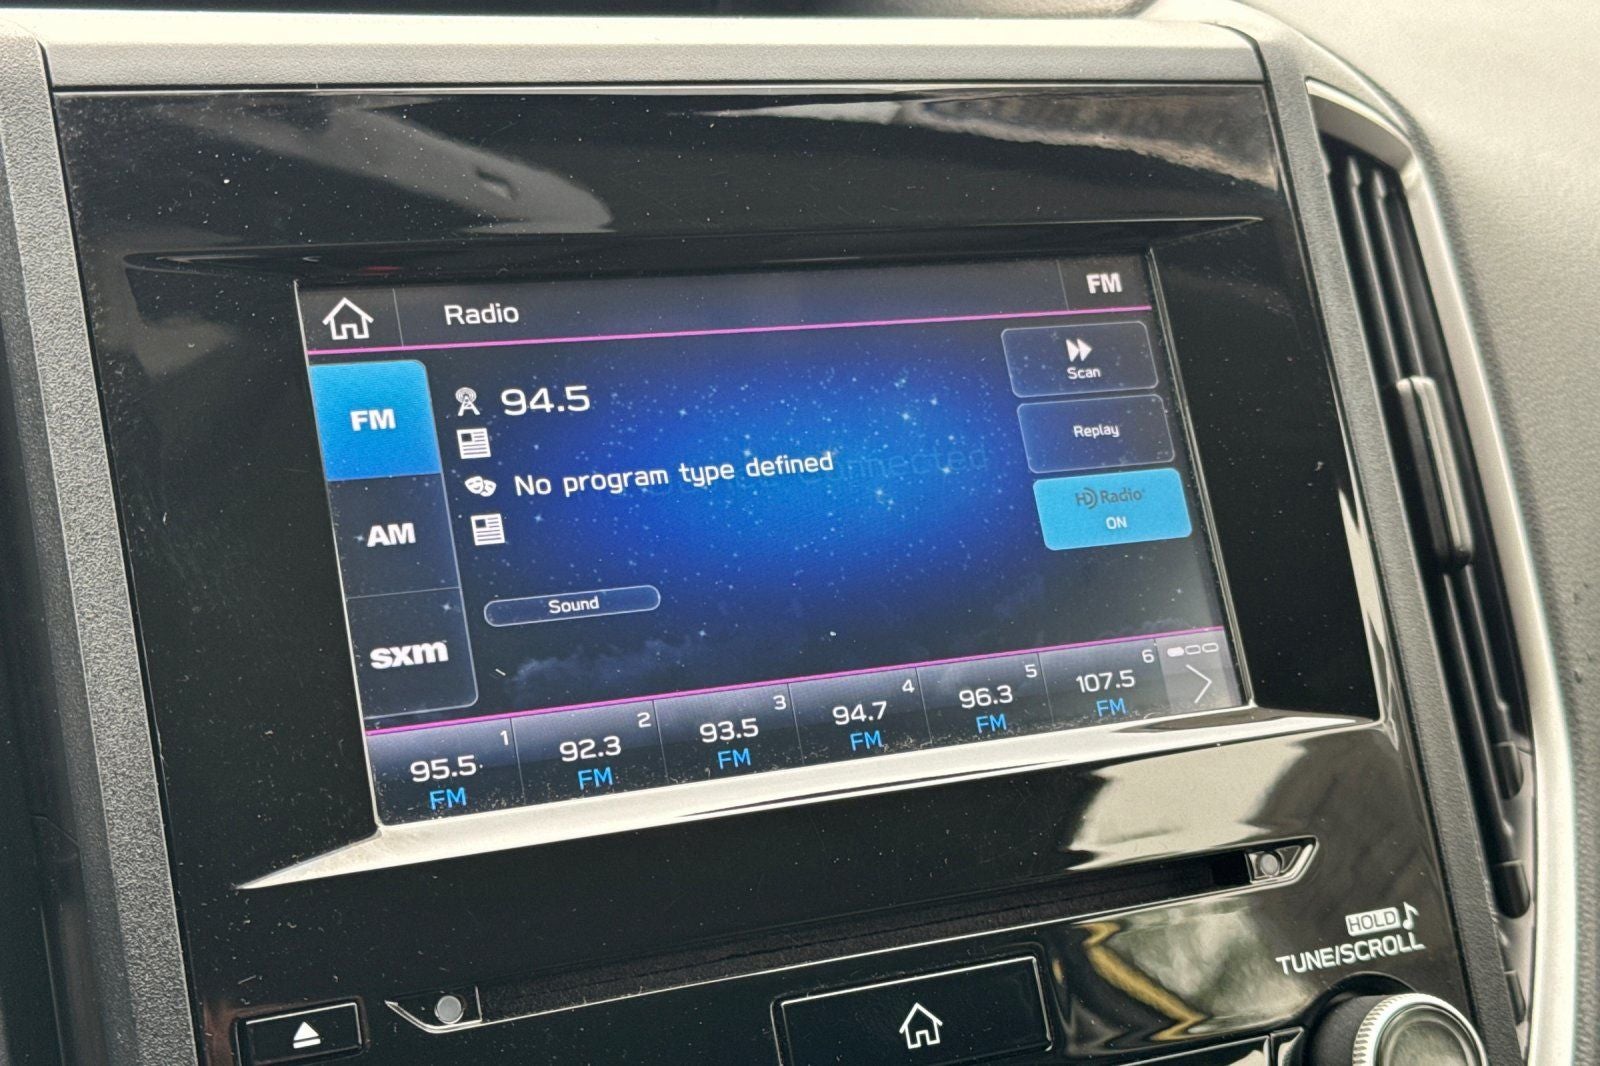 Radio
FM
FM
AM
sxm
94.5
No program type defined
Sound
Scan
Replay
HD Radio
ON
1
95.5
FM
2
92.3
FM
3
93.5
FM
4
94.7
FM
5
96.3
FM
6
107.5
FM
HOLD
TUNE/SCROLL